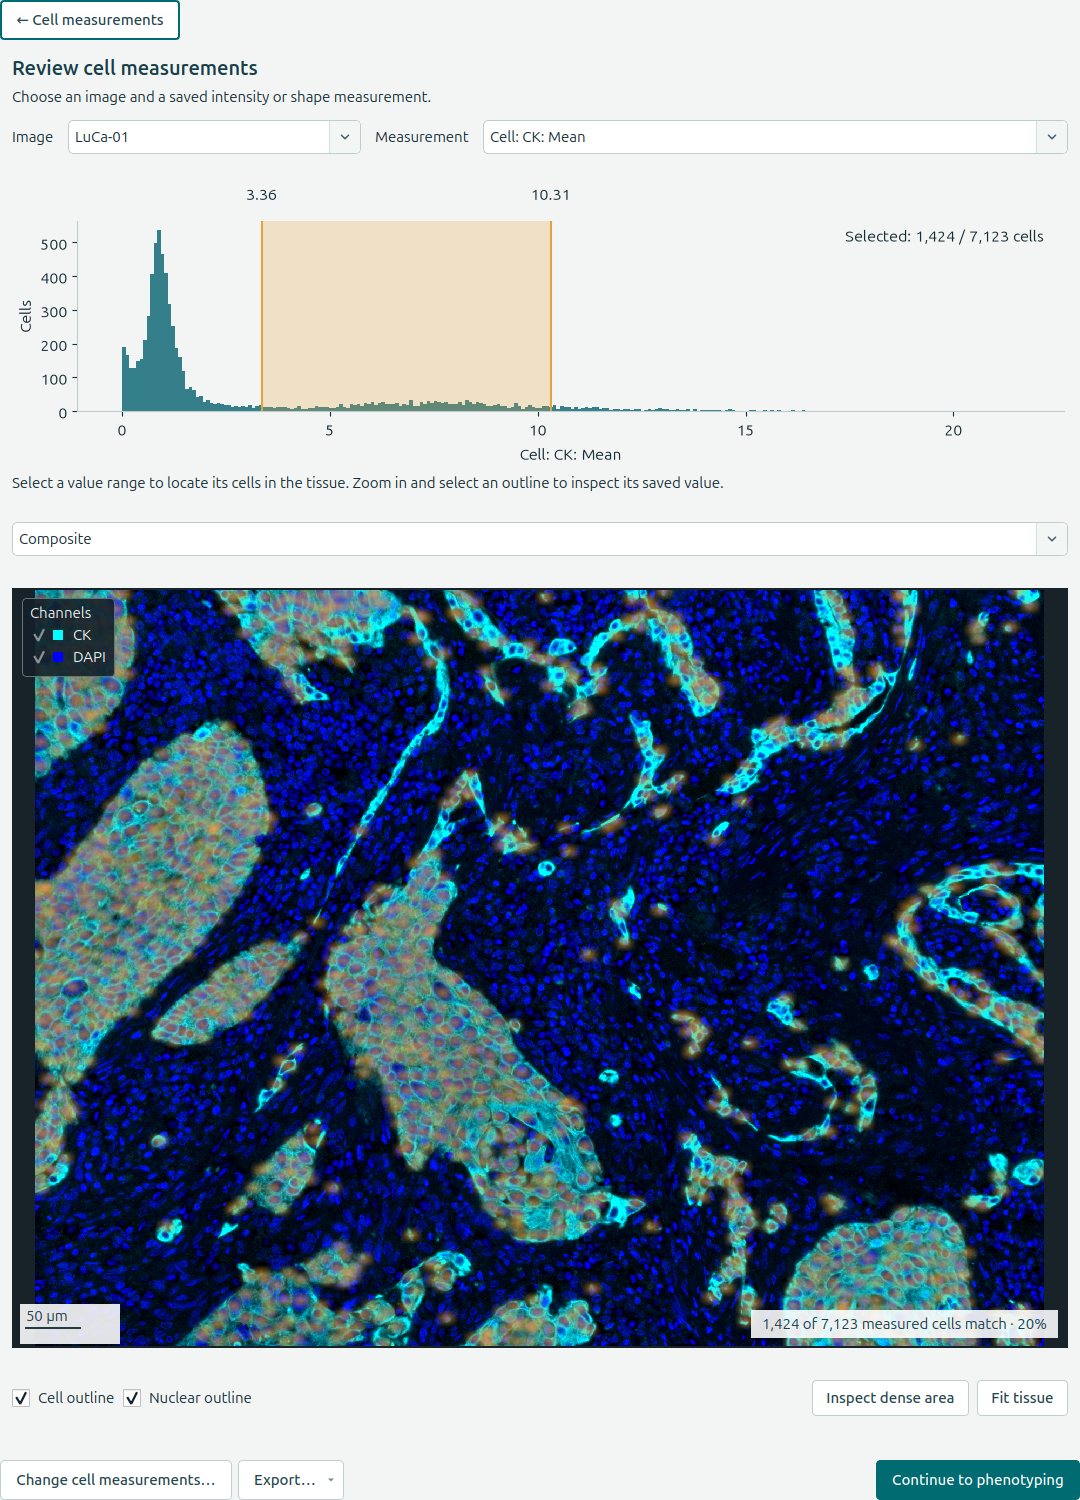 ← Cell measurements
Review cell measurements
Choose an image and a saved intensity or shape measurement.
Image LuCa-01 Measurement Cell: CK: Mean
3.36 10.31
Selected: 1,424 / 7,123 cells
Cells
500
400
300
200
100
0
0 5 10 15 20
Cell: CK: Mean
Select a value range to locate its cells in the tissue. Zoom in and select an outline to inspect its saved value.
Composite
Channels
CK
DAPI
50 µm
1,424 of 7,123 measured cells match · 20%
Cell outline Nuclear outline Inspect dense area Fit tissue
Change cell measurements... Export... Continue to phenotyping